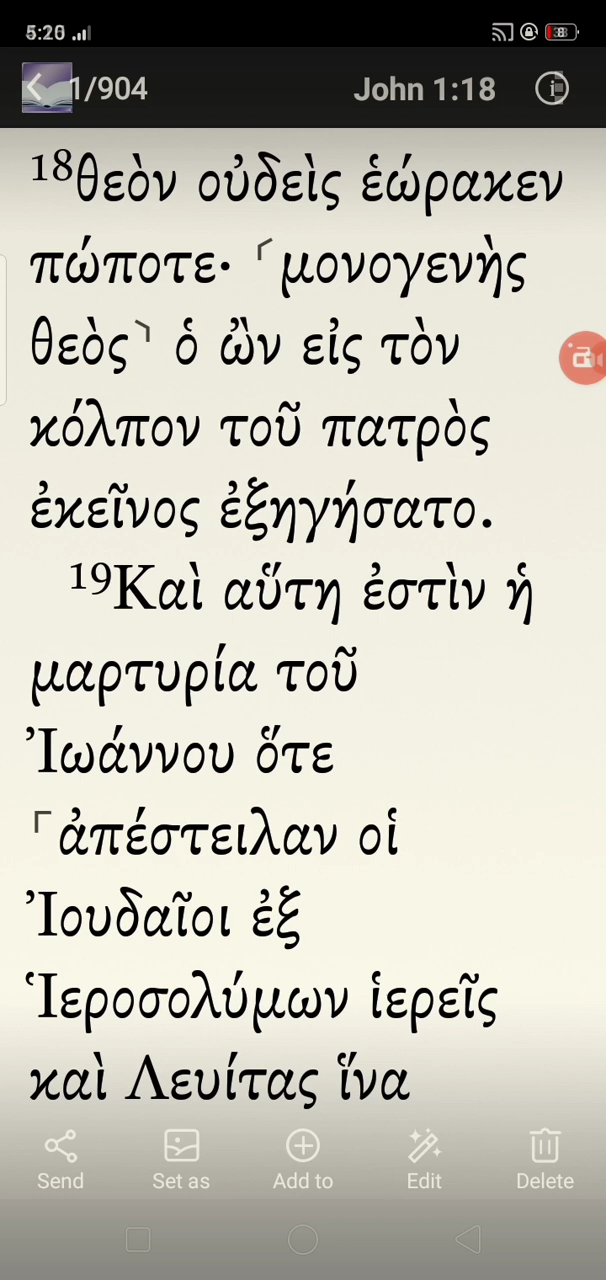 5:26
1/904
John 1:18
18θεὸν οὐδεὶς ἑώρακεν
πώποτε· ⸂μονογενὴς
θεὸς⸃ ὁ ὢν εἰς τὸν
κόλπον τοῦ πατρὸς
ἐκεῖνος ἐξηγήσατο.
19Καὶ αὕτη ἐστὶν ἡ
μαρτυρία τοῦ
Ἰωάννου ὅτε
⸀ἀπέστειλαν οἱ
Ἰουδαῖοι ἐξ
Ἱεροσολύμων ἱερεῖς
καὶ Λευίτας ἵνα
Send Set as Add to Edit Delete